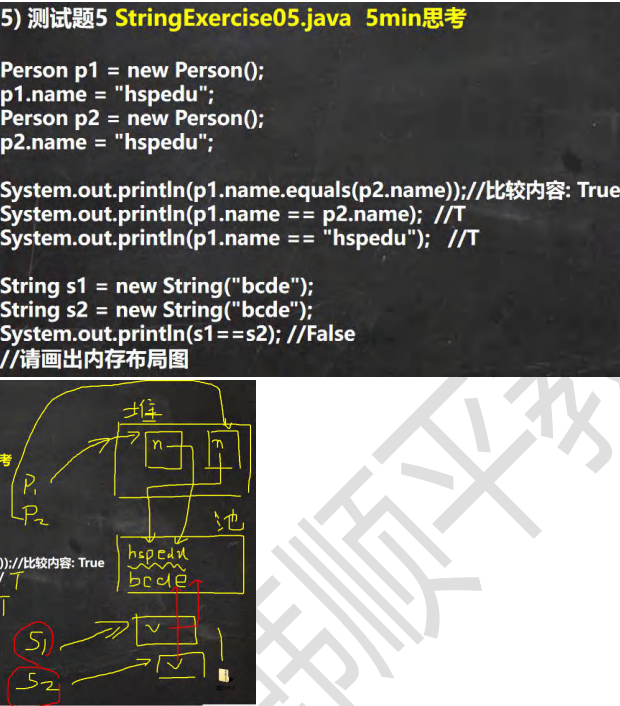 5) 测试题5 StringExercise05.java 5min思考
Person p1 = new Person();
p1.name = "hspedu";
Person p2 = new Person();
p2.name = "hspedu";
System.out.println(p1.name.equals(p2.name));//比较内容: True
System.out.println(p1.name == p2.name); //T
System.out.println(p1.name == "hspedu"); //T
String s1 = new String("bcde");
String s2 = new String("bcde");
System.out.println(s1==s2); //False
//请画出内存布局图
堆
n n
考
P1
P2
池
hspedu
));//比较内容: True
bcde
/ T
T
S1
v
S2
v
韩顺平教